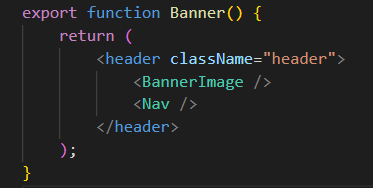 export function Banner() {
    return (
        <header className="header">
            <BannerImage />
            <Nav />
        </header>
    );
}